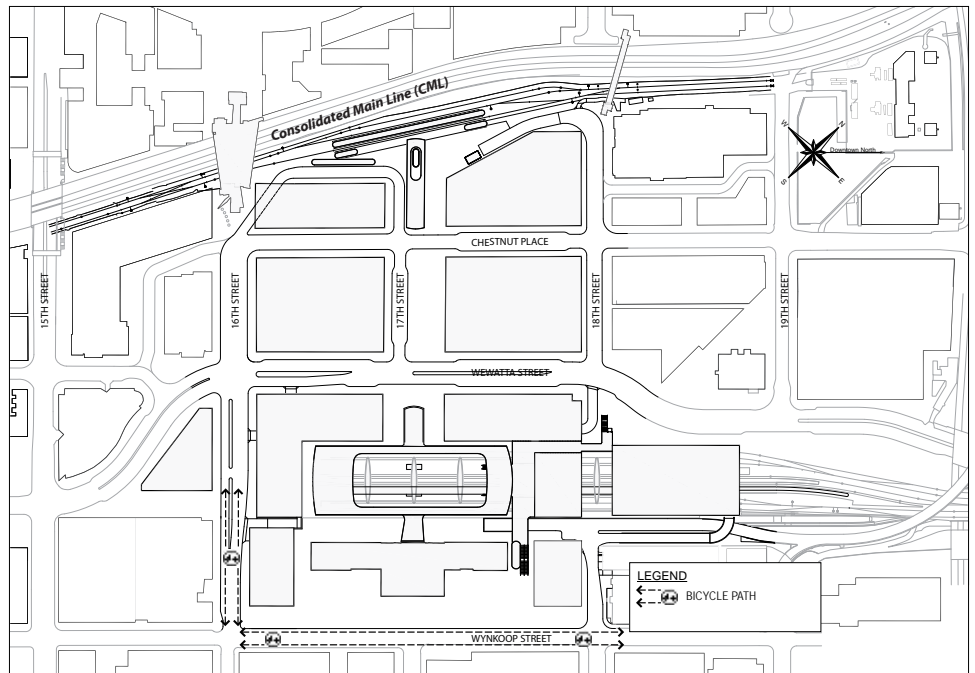 Consolidated Main Line (CML)
W
N
Downtown North
S
E
CHESTNUT PLACE
15TH STREET
16TH STREET
17TH STREET
18TH STREET
19TH STREET
WEWATTA STREET
LEGEND
BICYCLE PATH
WYNKOOP STREET